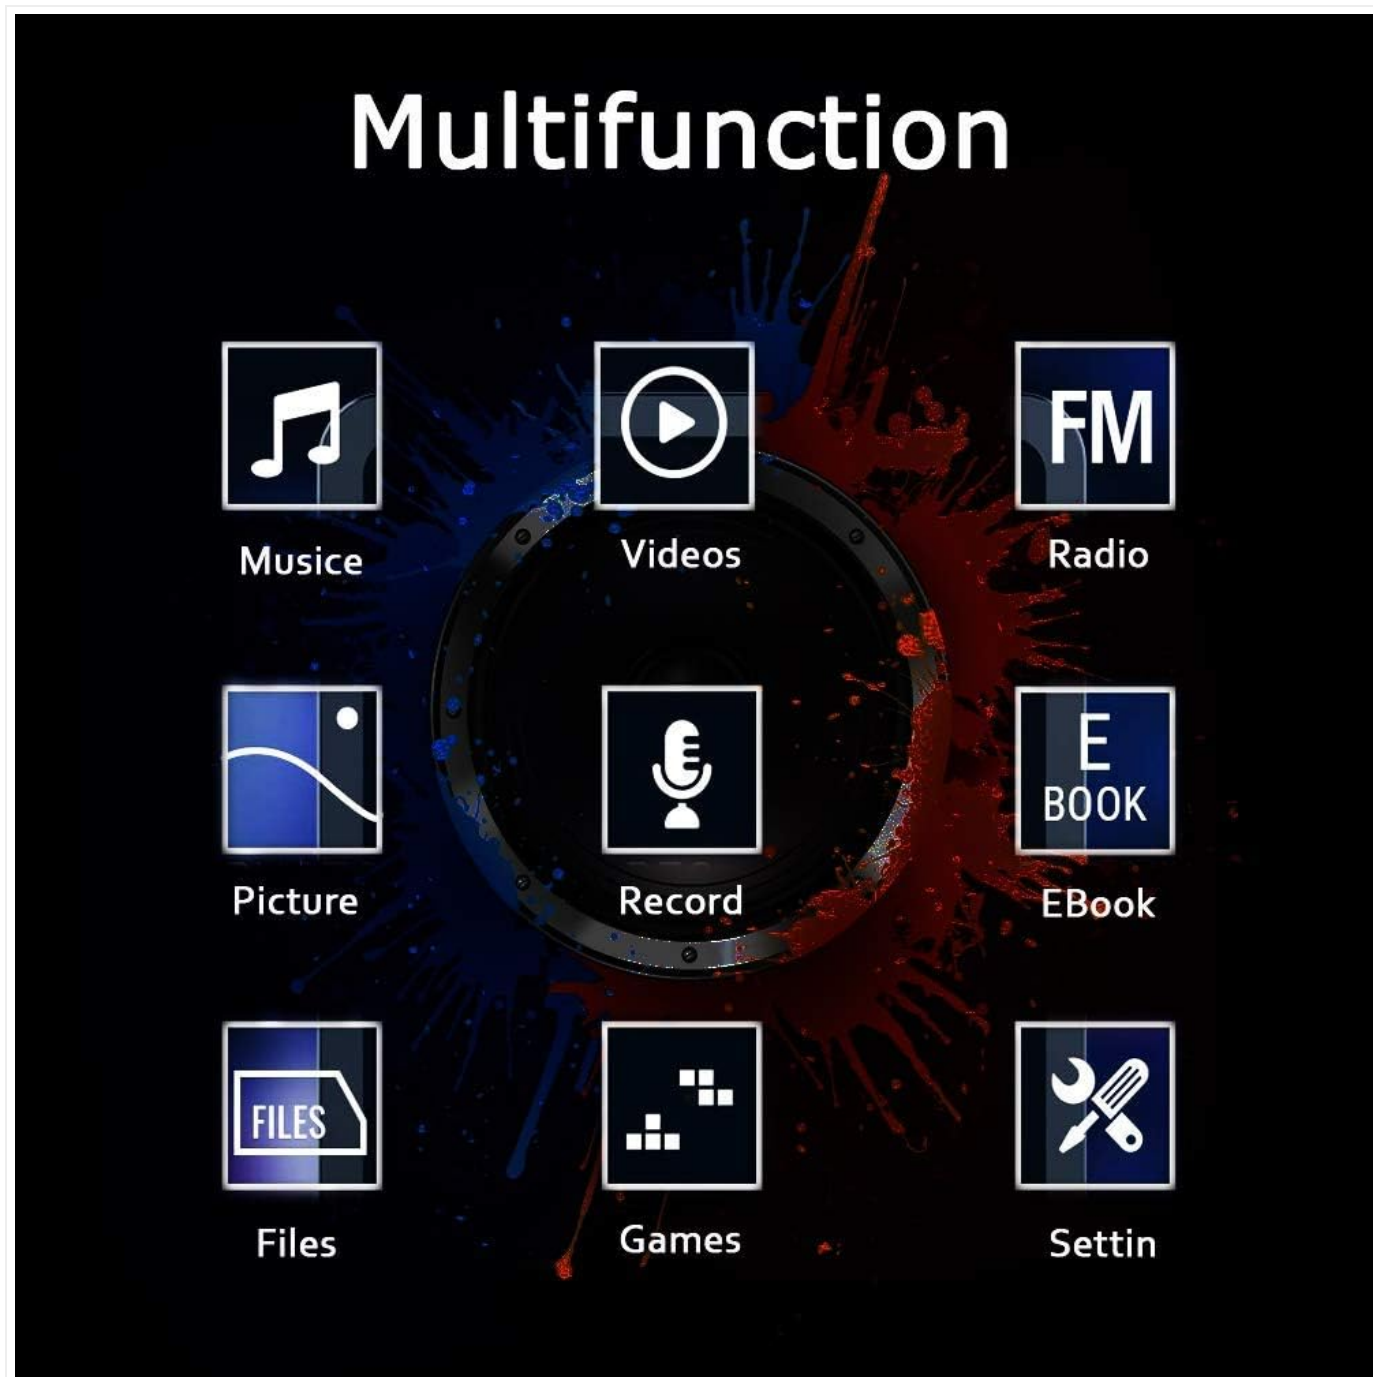 Multifunction
FM
Musice
Videos
Radio
E
BOOK
Picture
Record
EBook
FILES
Files
Games
Settin